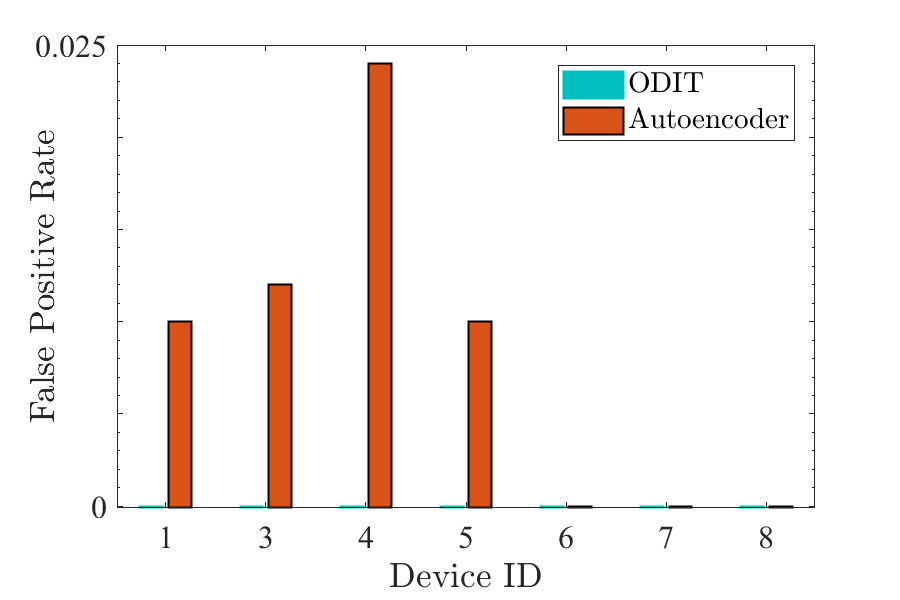 0.025
ODIT
Autoencoder
False Positive Rate
0
1 3 4 5 6 7 8
Device ID